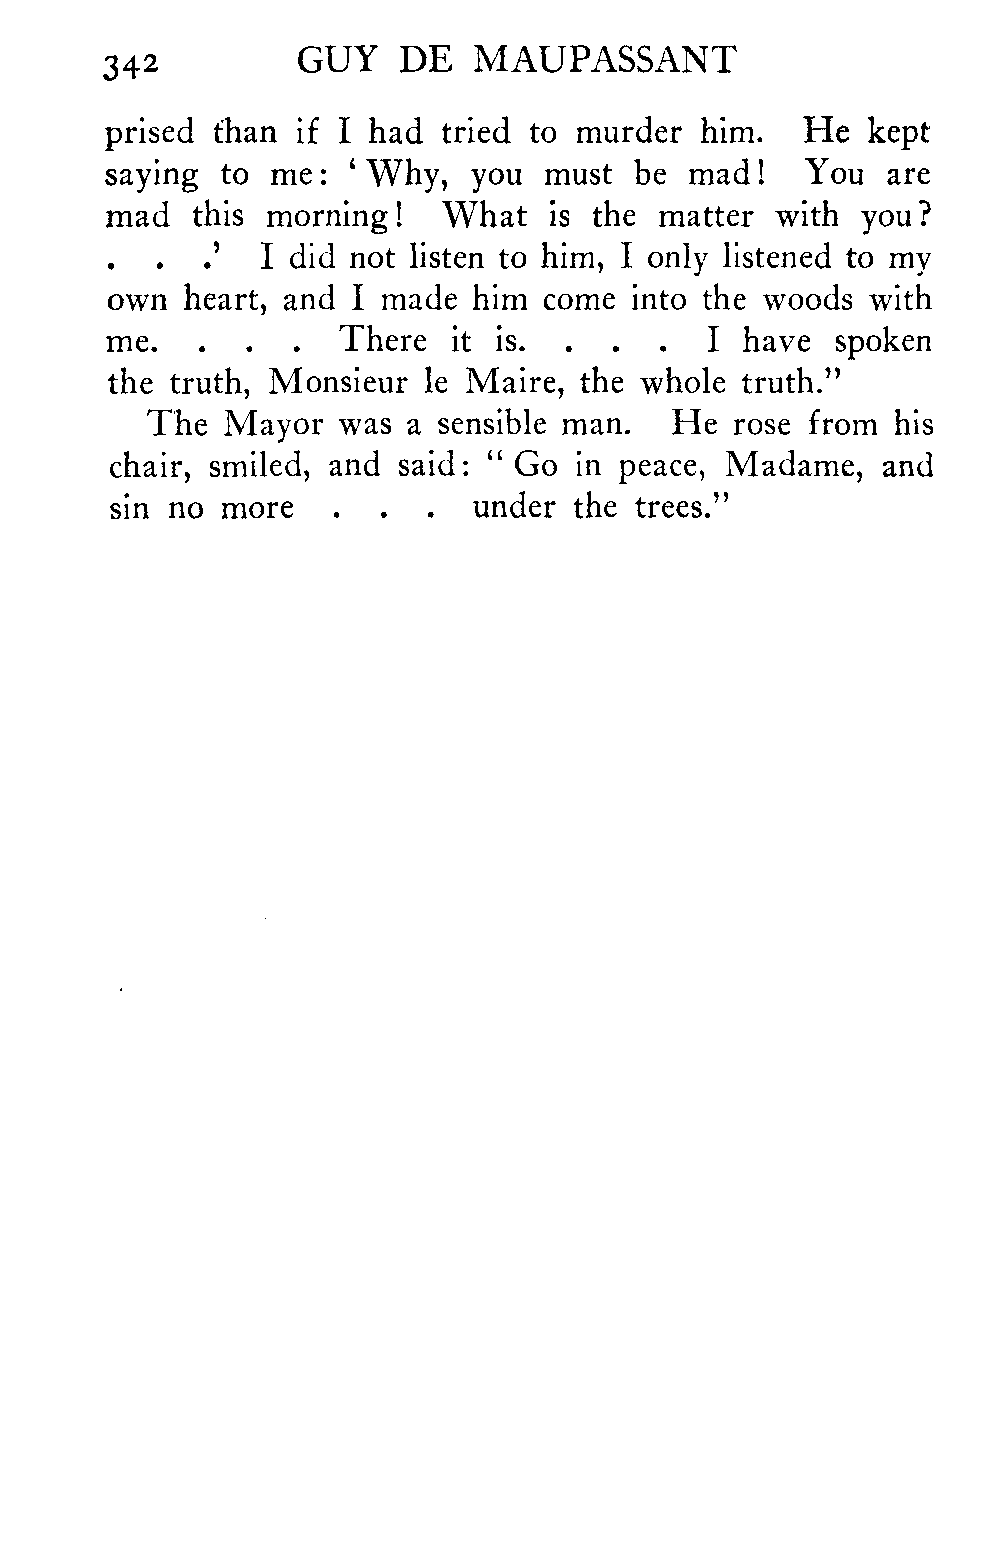 342 GUY DE MAUPASSANT
prised than if I had tried to murder him. He kept
saying to me: ‘Why, you must be mad! You are
mad this morning! What is the matter with you?
. . .’ I did not listen to him, I only listened to my
own heart, and I made him come into the woods with
me. . . . There it is. . . . I have spoken
the truth, Monsieur le Maire, the whole truth.”
The Mayor was a sensible man. He rose from his
chair, smiled, and said: “Go in peace, Madame, and
sin no more . . . under the trees.”